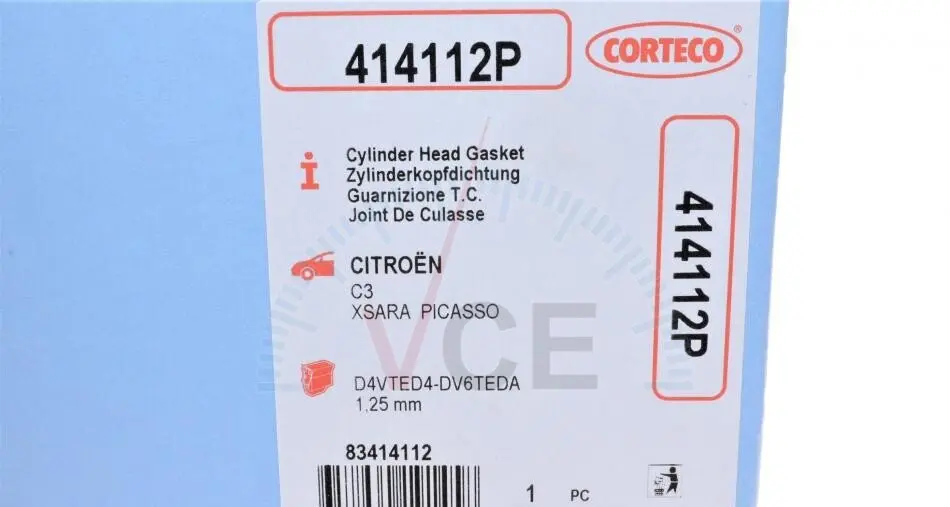 414112P
CORTECO®
Cylinder Head Gasket
Zylinderkopfdichtung
Guarnizione T.C.
Joint De Culasse
414112P
CITROËN
C3
XSARA PICASSO
VCE
D4VTED4-DV6TEDA
1,25 mm
83414112
1 PC